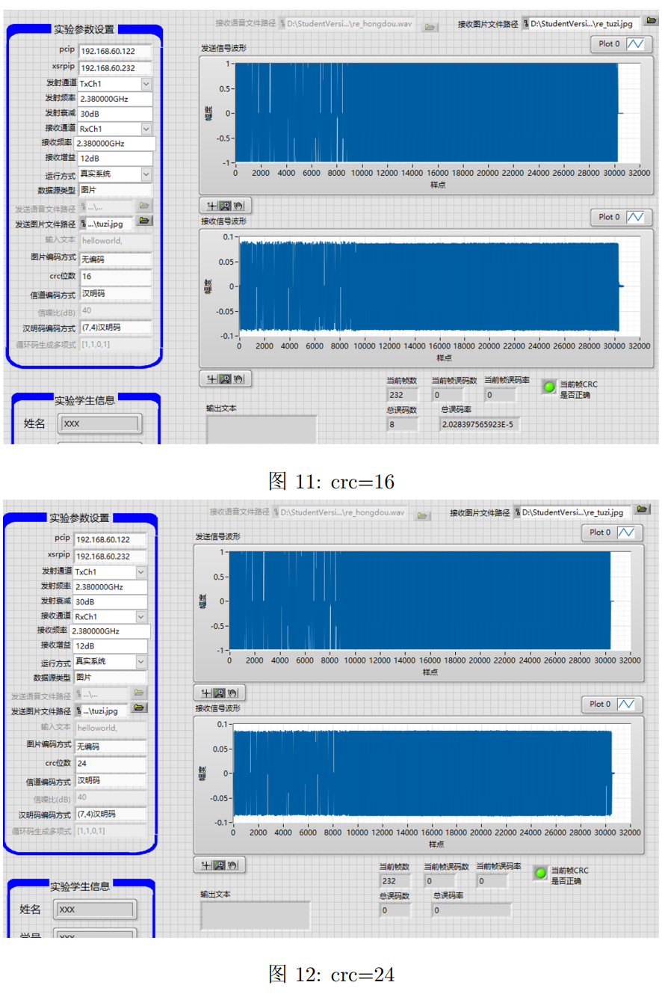 实验参数设置
接收语音文件路径 D:\StudentVersi...\re_hongdou.wav 接收图片文件路径 D:\StudentVersi...\re_tuzi.jpg
pcip 192.168.60.122
xsrpip 192.168.60.232
发射通道 TxCh1
发射频率 2.380000GHz
发射衰减 30dB
接收通道 RxCh1
接收频率 2.380000GHz
接收增益 12dB
运行方式 真实系统
数据源类型 图片
发送语音文件路径 ...\...
发送图片文件路径 ...\tuzi.jpg
输入文本 helloworld,
图片编码方式 无编码
crc位数 16
信道编码方式 汉明码
信噪比(dB) 40
汉明码编码方式 (7,4)汉明码
循环码生成多项式 [1,1,0,1]
发送信号波形 Plot 0
1
0.5
0
-0.5
-1
幅度
0 2000 4000 6000 8000 10000 12000 14000 16000 18000 20000 22000 24000 26000 28000 30000 32000
样点
接收信号波形 Plot 0
0.1
0.05
0
-0.05
-0.1
幅度
0 2000 4000 6000 8000 10000 12000 14000 16000 18000 20000 22000 24000 26000 28000 30000 32000
样点
实验学生信息
姓名 XXX
输出文本
当前帧数 当前帧误码数 当前帧误码率 当前帧CRC
232 0 0 是否正确
总误码数 总误码率
8 2.028397565923E-5
图 11: crc=16
实验参数设置
接收语音文件路径 D:\StudentVersi...\re_hongdou.wav 接收图片文件路径 D:\StudentVersi...\re_tuzi.jpg
pcip 192.168.60.122
xsrpip 192.168.60.232
发射通道 TxCh1
发射频率 2.380000GHz
发射衰减 30dB
接收通道 RxCh1
接收频率 2.380000GHz
接收增益 12dB
运行方式 真实系统
数据源类型 图片
发送语音文件路径 ...\...
发送图片文件路径 ...\tuzi.jpg
输入文本 helloworld,
图片编码方式 无编码
crc位数 24
信道编码方式 汉明码
信噪比(dB) 40
汉明码编码方式 (7,4)汉明码
循环码生成多项式 [1,1,0,1]
发送信号波形 Plot 0
1
0.5
0
-0.5
-1
幅度
0 2000 4000 6000 8000 10000 12000 14000 16000 18000 20000 22000 24000 26000 28000 30000 32000
样点
接收信号波形 Plot 0
0.1
0.05
0
-0.05
-0.1
幅度
0 2000 4000 6000 8000 10000 12000 14000 16000 18000 20000 22000 24000 26000 28000 30000 32000
样点
实验学生信息
姓名 XXX
输出文本
当前帧数 当前帧误码数 当前帧误码率 当前帧CRC
232 0 0 是否正确
总误码数 总误码率
0 0
图 12: crc=24